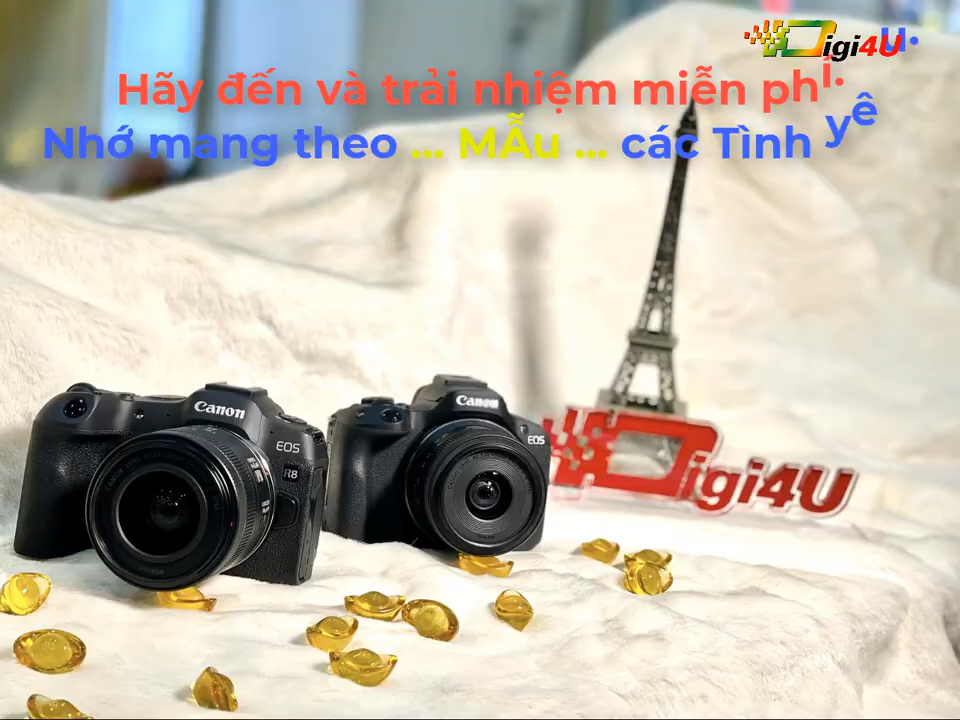 Digi4U
Hãy đến và trải nhiệm miễn phí.
Nhớ mang theo ... MẪu ... các Tình yêu.
Canon
EOS
R8
Canon
EOS
Digi4U